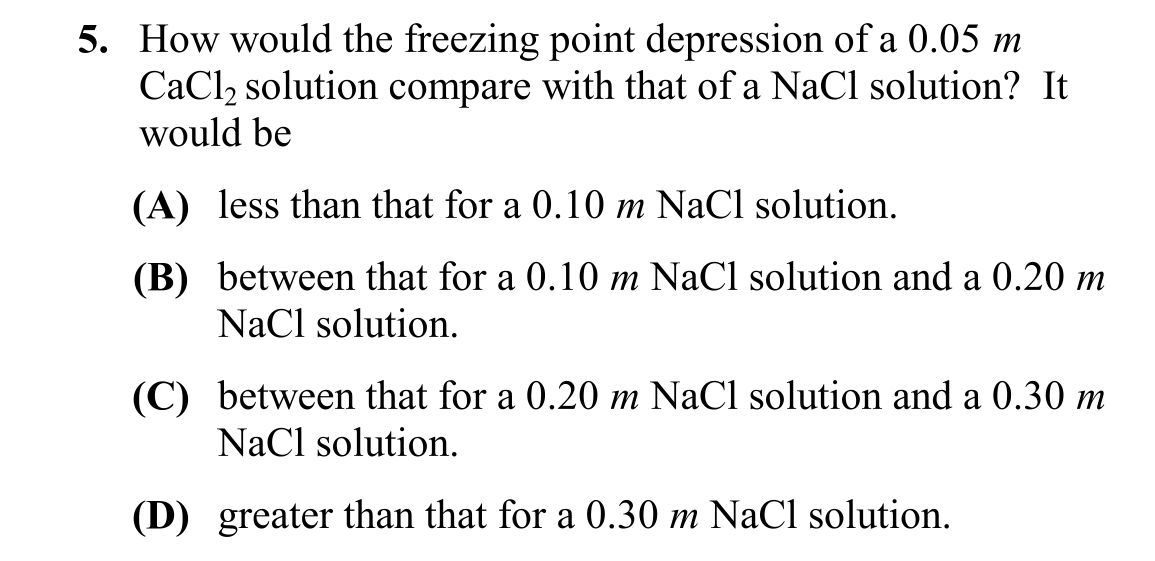 5. How would the freezing point depression of a 0.05 m
CaCl₂ solution compare with that of a NaCl solution? It
would be
(A) less than that for a 0.10 m NaCl solution.
(B) between that for a 0.10 m NaCl solution and a 0.20 m
NaCl solution.
(C) between that for a 0.20 m NaCl solution and a 0.30 m
NaCl solution.
(D) greater than that for a 0.30 m NaCl solution.